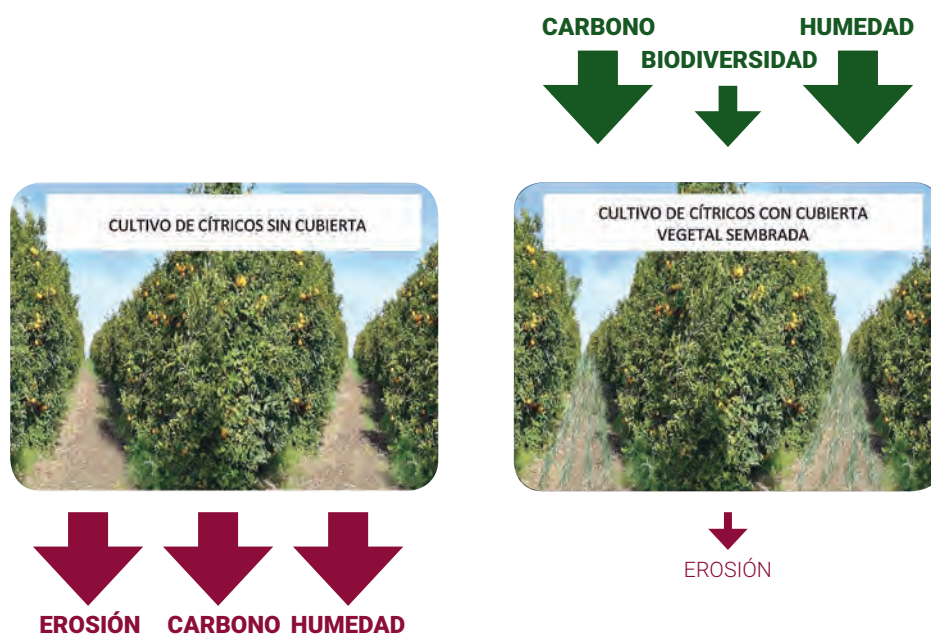 CARBONO
HUMEDAD
BIODIVERSIDAD
CULTIVO DE CÍTRICOS SIN CUBIERTA
CULTIVO DE CÍTRICOS CON CUBIERTA
VEGETAL SEMBRADA
EROSIÓN
CARBONO
HUMEDAD
EROSIÓN